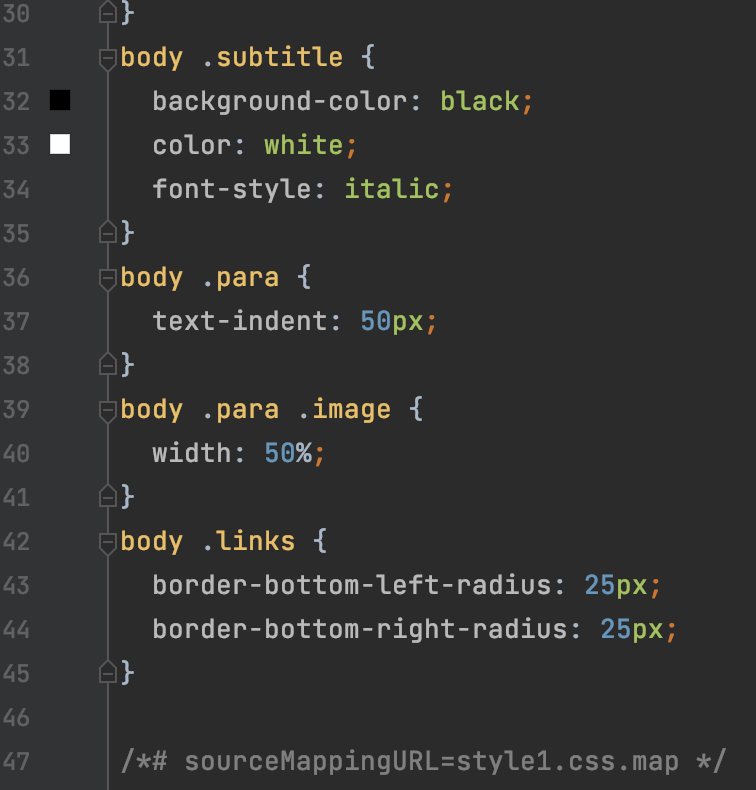 30 }
31 body .subtitle {
32 background-color: black;
33 color: white;
34 font-style: italic;
35 }
36 body .para {
37 text-indent: 50px;
38 }
39 body .para .image {
40 width: 50%;
41 }
42 body .links {
43 border-bottom-left-radius: 25px;
44 border-bottom-right-radius: 25px;
45 }
46
47 /*# sourceMappingURL=style1.css.map */